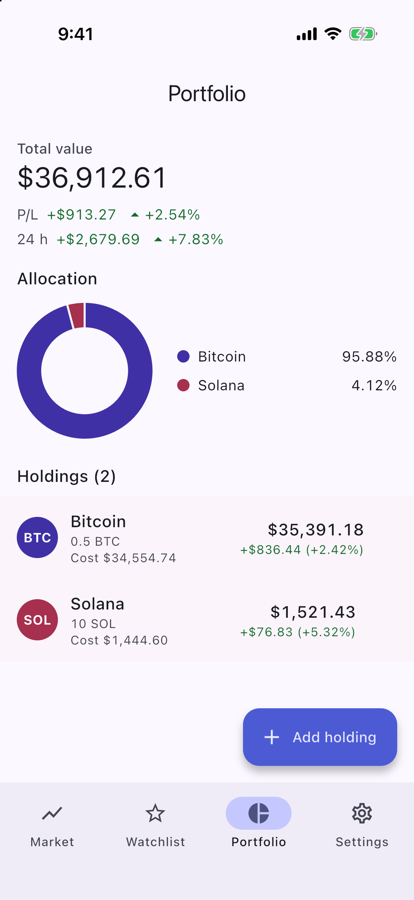 9:41
Portfolio
Total value
$36,912.61
P/L +$913.27 ▲ +2.54%
24 h +$2,679.69 ▲ +7.83%
Allocation
Bitcoin 95.88%
Solana 4.12%
Holdings (2)
BTC
Bitcoin
0.5 BTC
Cost $34,554.74
$35,391.18
+$836.44 (+2.42%)
SOL
Solana
10 SOL
Cost $1,444.60
$1,521.43
+$76.83 (+5.32%)
+ Add holding
Market
Watchlist
Portfolio
Settings